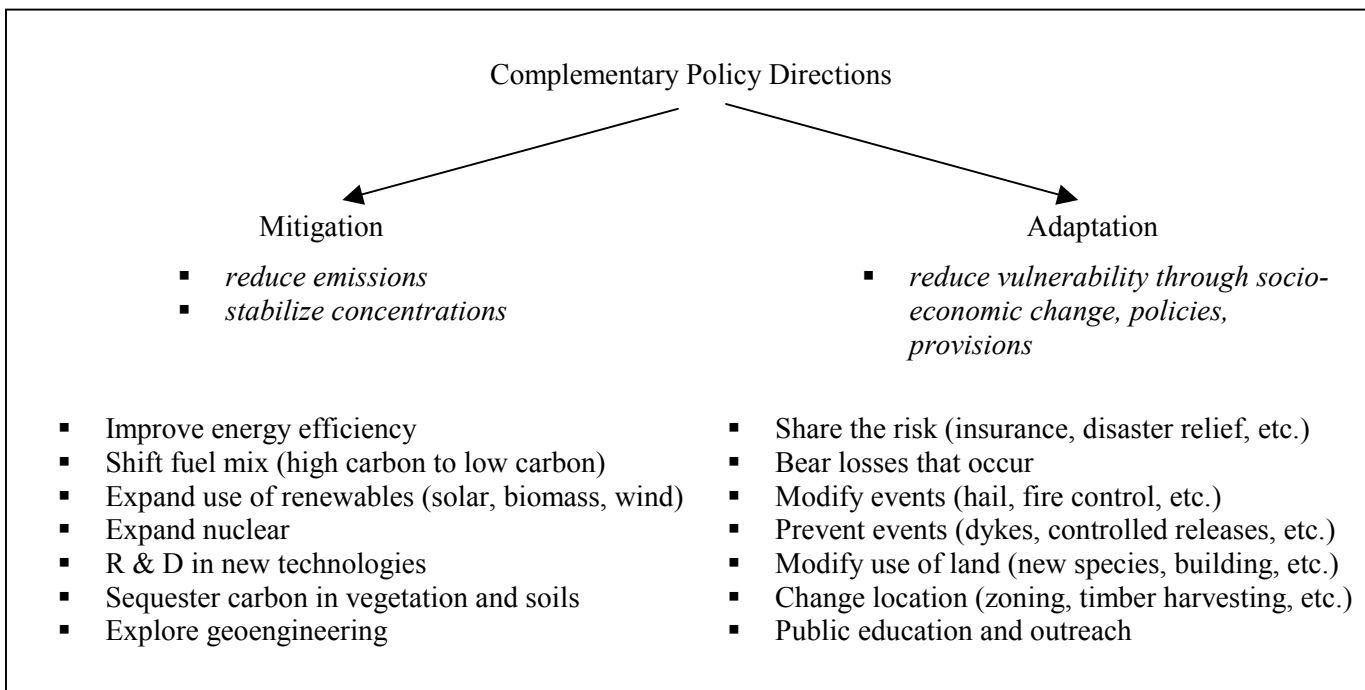 Complementary Policy Directions
Mitigation
▪ reduce emissions
▪ stabilize concentrations
▪ Improve energy efficiency
▪ Shift fuel mix (high carbon to low carbon)
▪ Expand use of renewables (solar, biomass, wind)
▪ Expand nuclear
▪ R & D in new technologies
▪ Sequester carbon in vegetation and soils
▪ Explore geoengineering
Adaptation
▪ reduce vulnerability through socio-
economic change, policies,
provisions
▪ Share the risk (insurance, disaster relief, etc.)
▪ Bear losses that occur
▪ Modify events (hail, fire control, etc.)
▪ Prevent events (dykes, controlled releases, etc.)
▪ Modify use of land (new species, building, etc.)
▪ Change location (zoning, timber harvesting, etc.)
▪ Public education and outreach